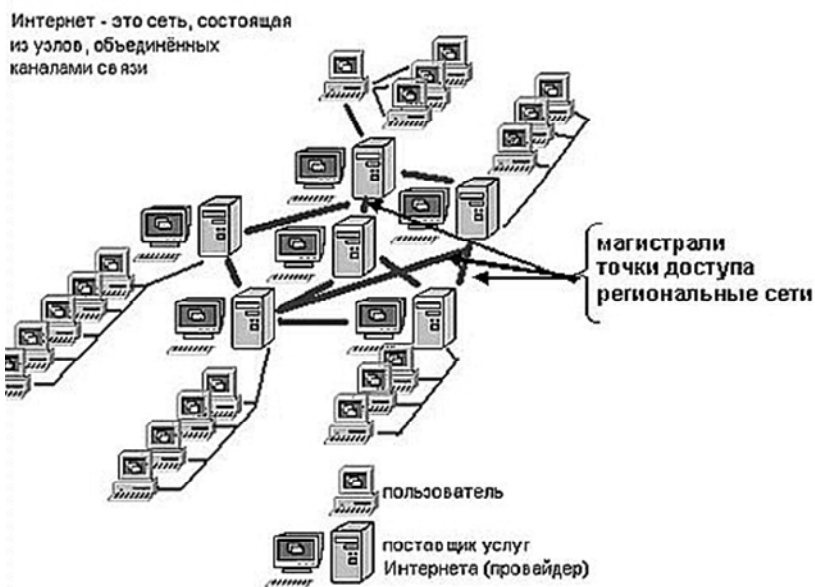 Интернет - это сеть, состоящая
из узлов, объединённых
каналами связи
магистрали
точки доступа
региональные сети
пользователь
поставщик услуг
Интернета (провайдер)